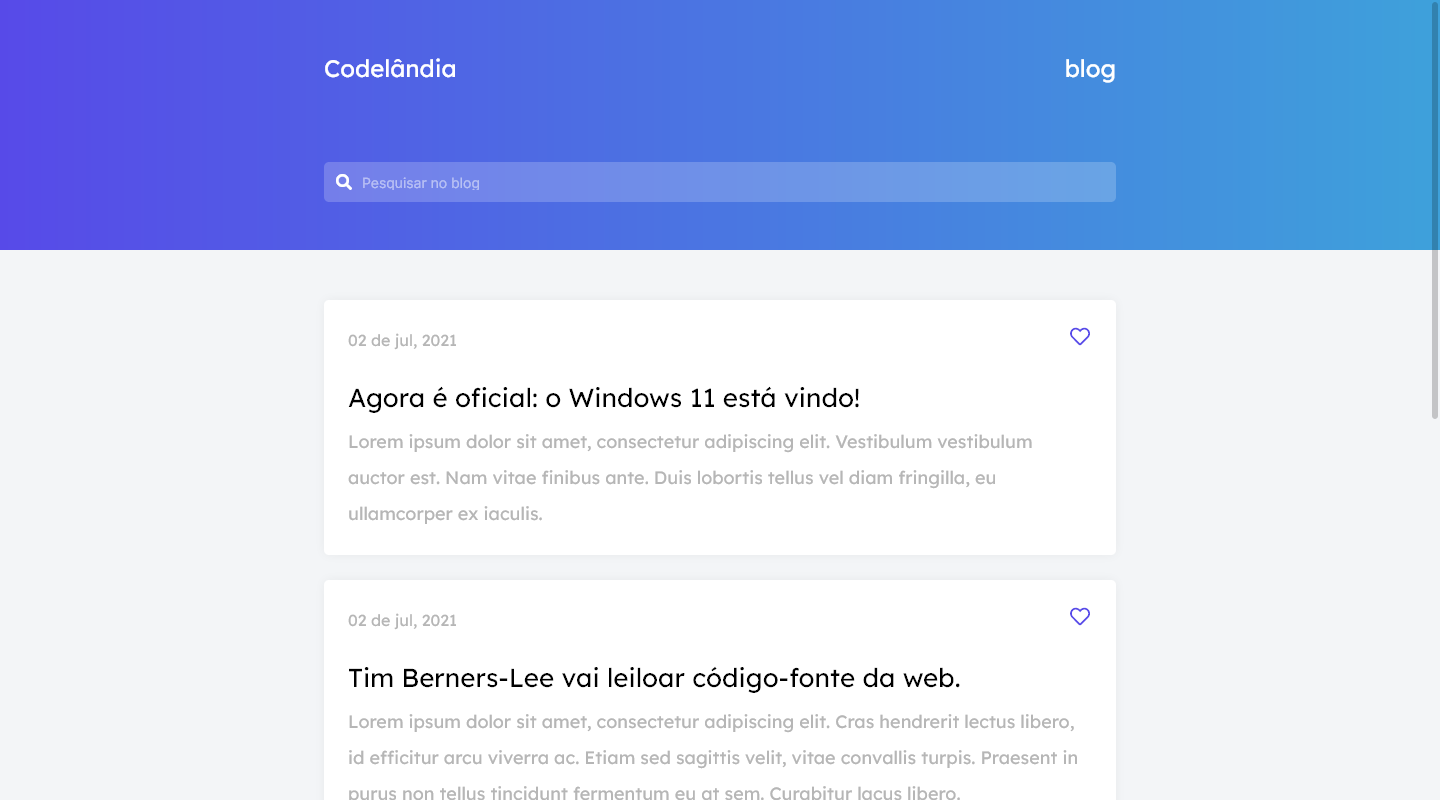 Codelândia
blog
Pesquisar no blog
02 de jul, 2021
Agora é oficial: o Windows 11 está vindo!
Lorem ipsum dolor sit amet, consectetur adipiscing elit. Vestibulum vestibulum
auctor est. Nam vitae finibus ante. Duis lobortis tellus vel diam fringilla, eu
ullamcorper ex iaculis.
02 de jul, 2021
Tim Berners-Lee vai leiloar código-fonte da web.
Lorem ipsum dolor sit amet, consectetur adipiscing elit. Cras hendrerit lectus libero,
id efficitur arcu viverra ac. Etiam sed sagittis velit, vitae convallis turpis. Praesent in
purus non tellus tincidunt fermentum eu at sem. Curabitur lacus libero.